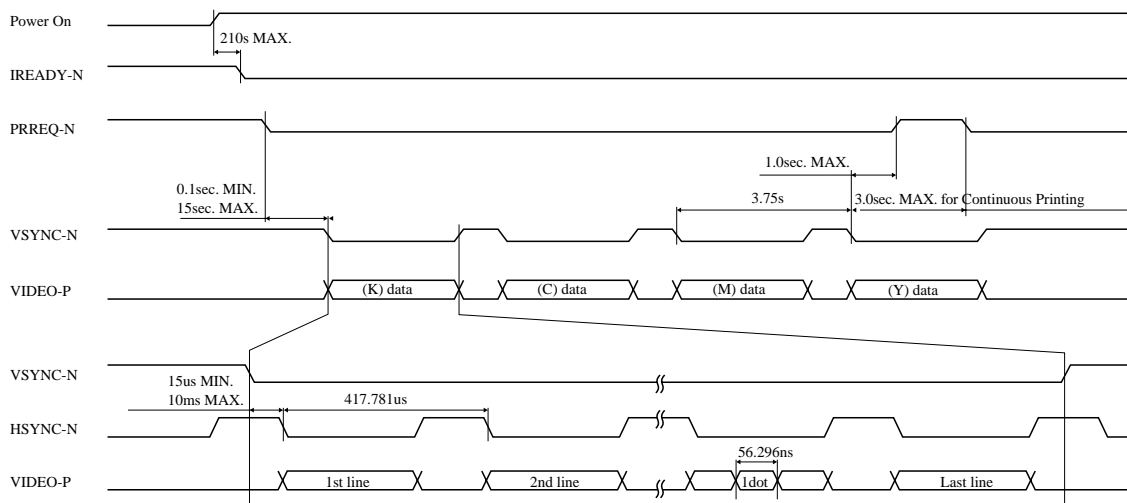 Power On
210s MAX.
IREADY-N
PRREQ-N
1.0sec. MAX.
0.1sec. MIN.
15sec. MAX.
3.75s
3.0sec. MAX. for Continuous Printing
VSYNC-N
VIDEO-P
(K) data
(C) data
(M) data
(Y) data
VSYNC-N
15us MIN.
10ms MAX.
417.781us
HSYNC-N
56.296ns
VIDEO-P
1st line
2nd line
1dot
Last line